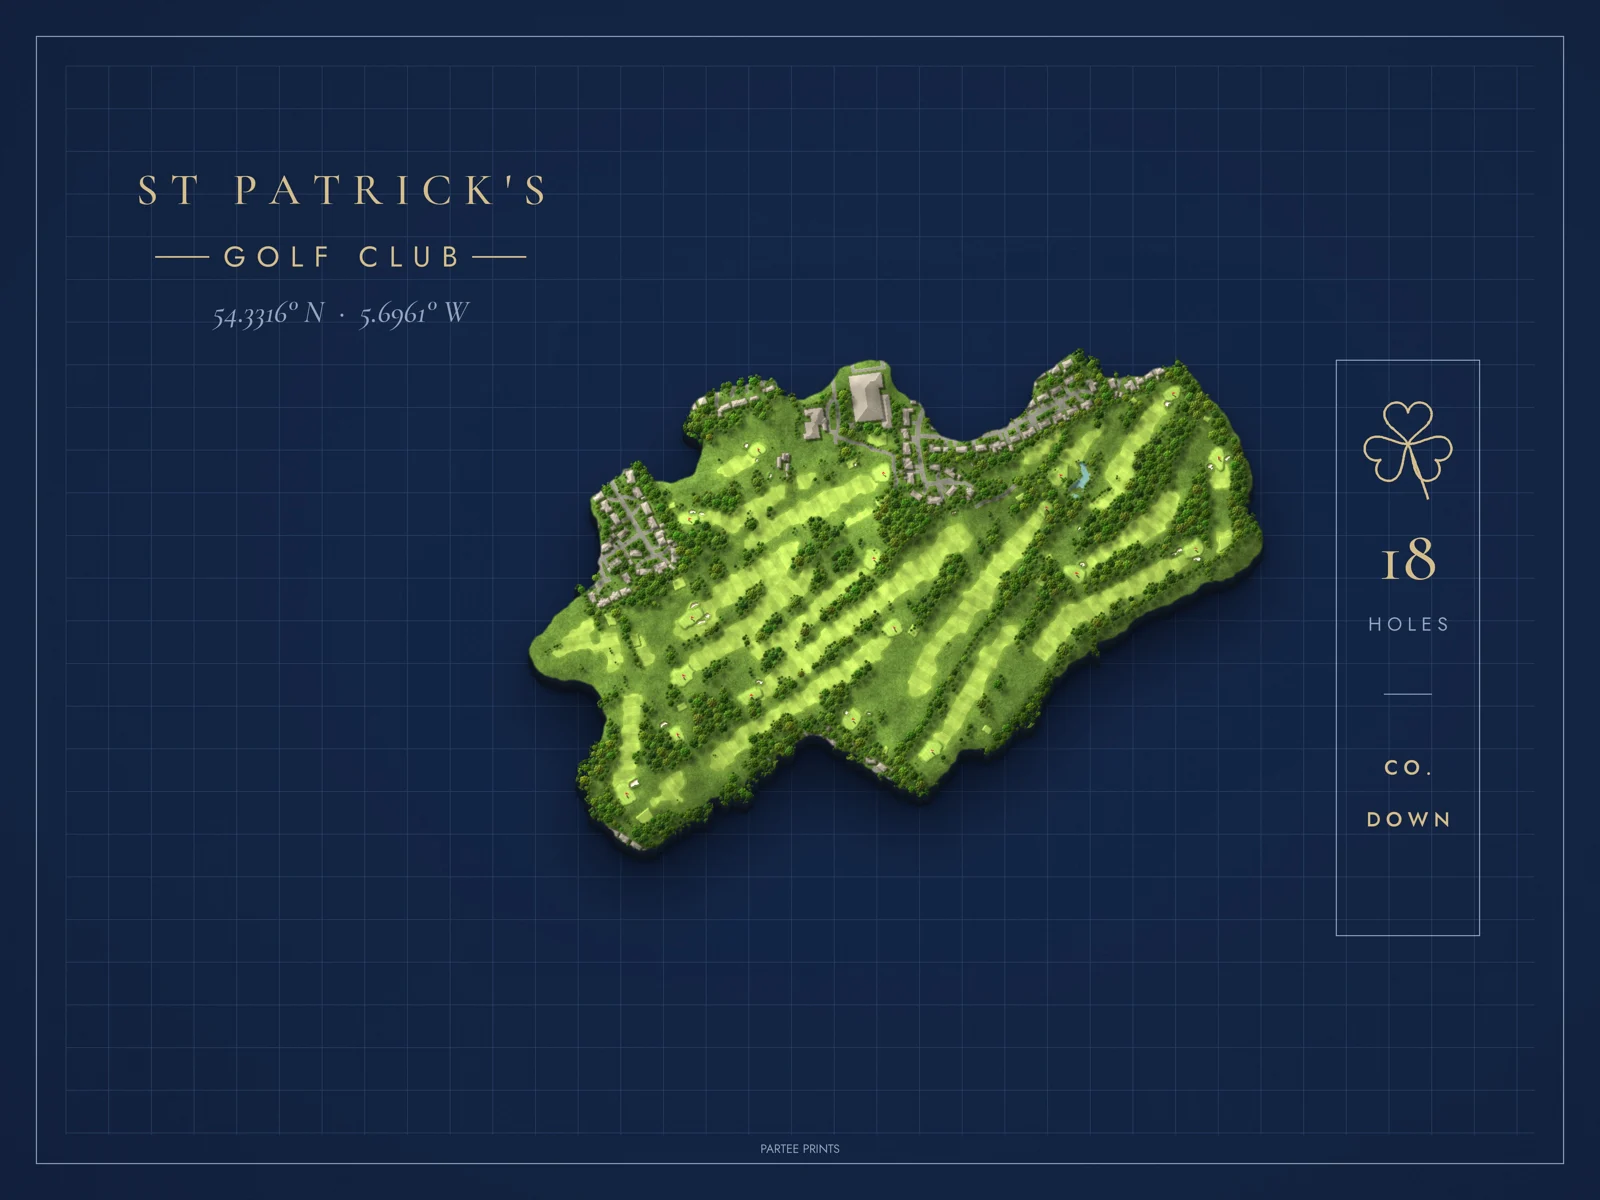 ST PATRICK'S
GOLF CLUB
54.3316° N · 5.6961° W
18
HOLES
CO.
DOWN
PARTEE PRINTS